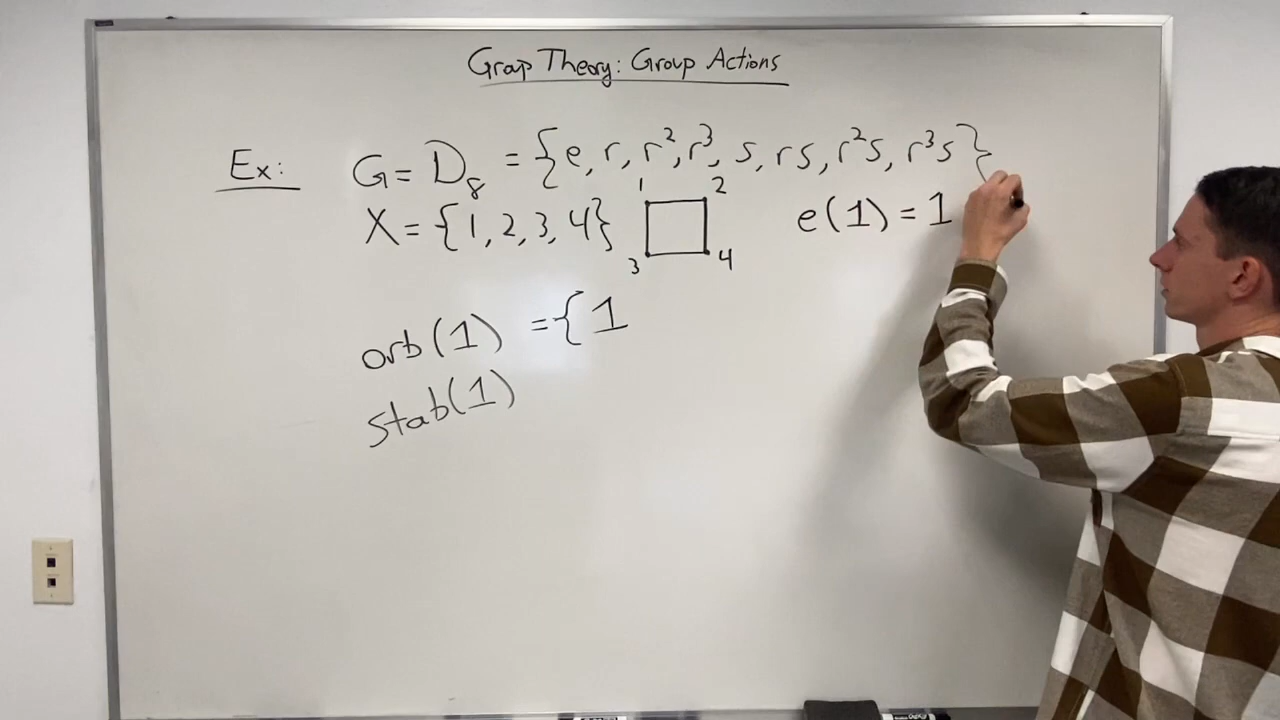 Group Theory: Group Actions
Ex: G = D₈ = {e, r, r², r³, s, rs, r²s, r³s}
X = {1, 2, 3, 4}
1 2
3 4
e(1) = 1
orb(1) = {1
stab(1)